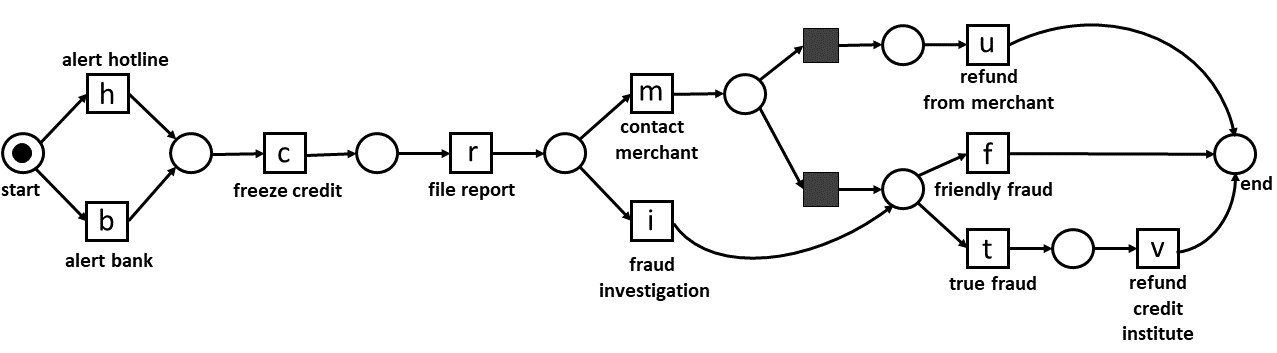 alert hotline
h
start
b
alert bank
c
freeze credit
r
file report
m
contact
merchant
i
fraud
investigation
u
refund
from merchant
f
friendly fraud
t
true fraud
v
refund
credit
institute
end